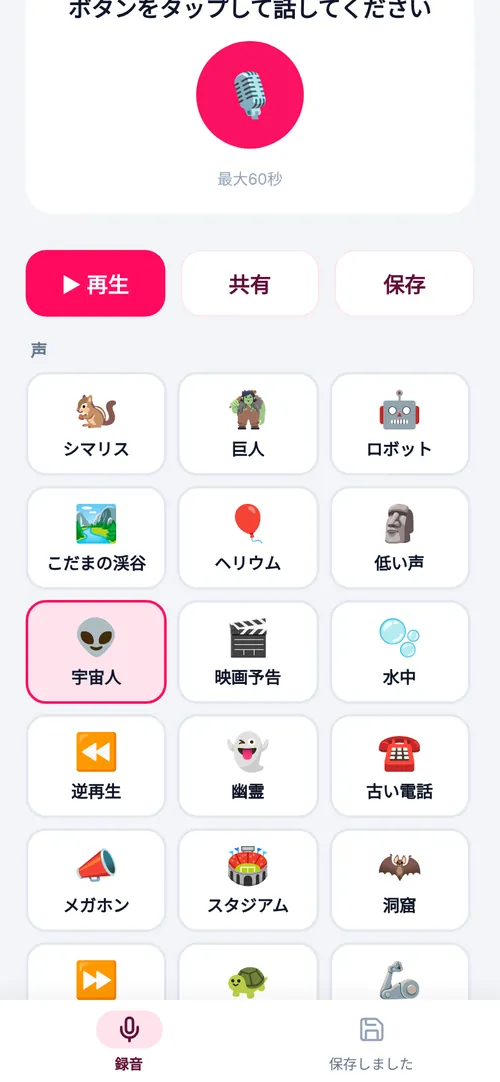 ボタンをタップして話してください
最大60秒
▶ 再生
共有
保存
声
シマリス
巨人
ロボット
こだまの渓谷
ヘリウム
低い声
宇宙人
映画予告
水中
逆再生
幽霊
古い電話
メガホン
スタジアム
洞窟
録音
保存しました